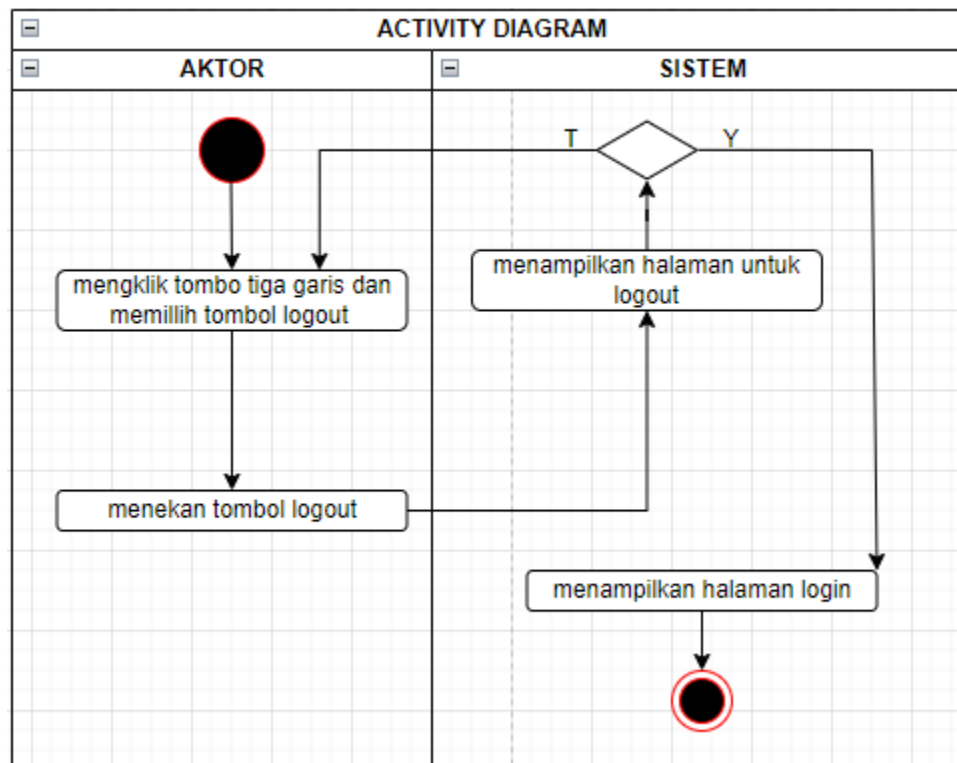 ACTIVITY DIAGRAM
AKTOR
SISTEM
T
Y
mengklik tombo tiga garis dan
memillih tombol logout
menampilkan halaman untuk
logout
menekan tombol logout
menampilkan halaman login